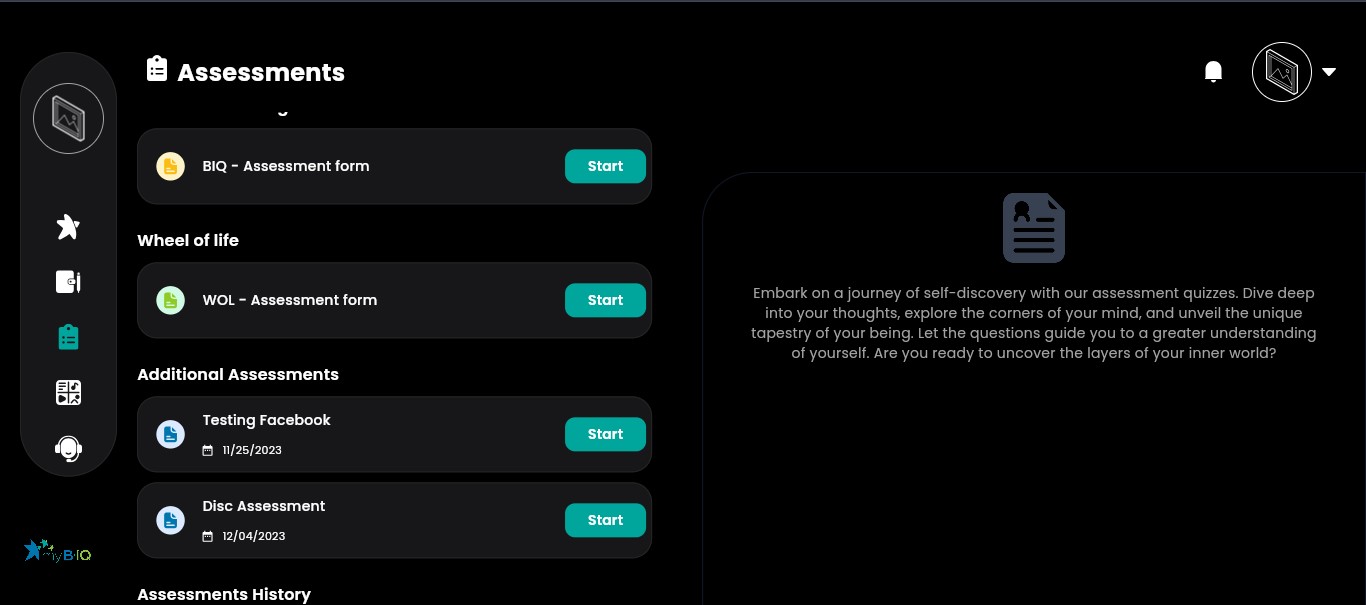 Assessments
BIQ - Assessment form
Start
Wheel of life
WOL - Assessment form
Start
Additional Assessments
Testing Facebook
11/25/2023
Start
Disc Assessment
12/04/2023
Start
Assessments History
Embark on a journey of self-discovery with our assessment quizzes. Dive deep
into your thoughts, explore the corners of your mind, and unveil the unique
tapestry of your being. Let the questions guide you to a greater understanding
of yourself. Are you ready to uncover the layers of your inner world?
myBIQ